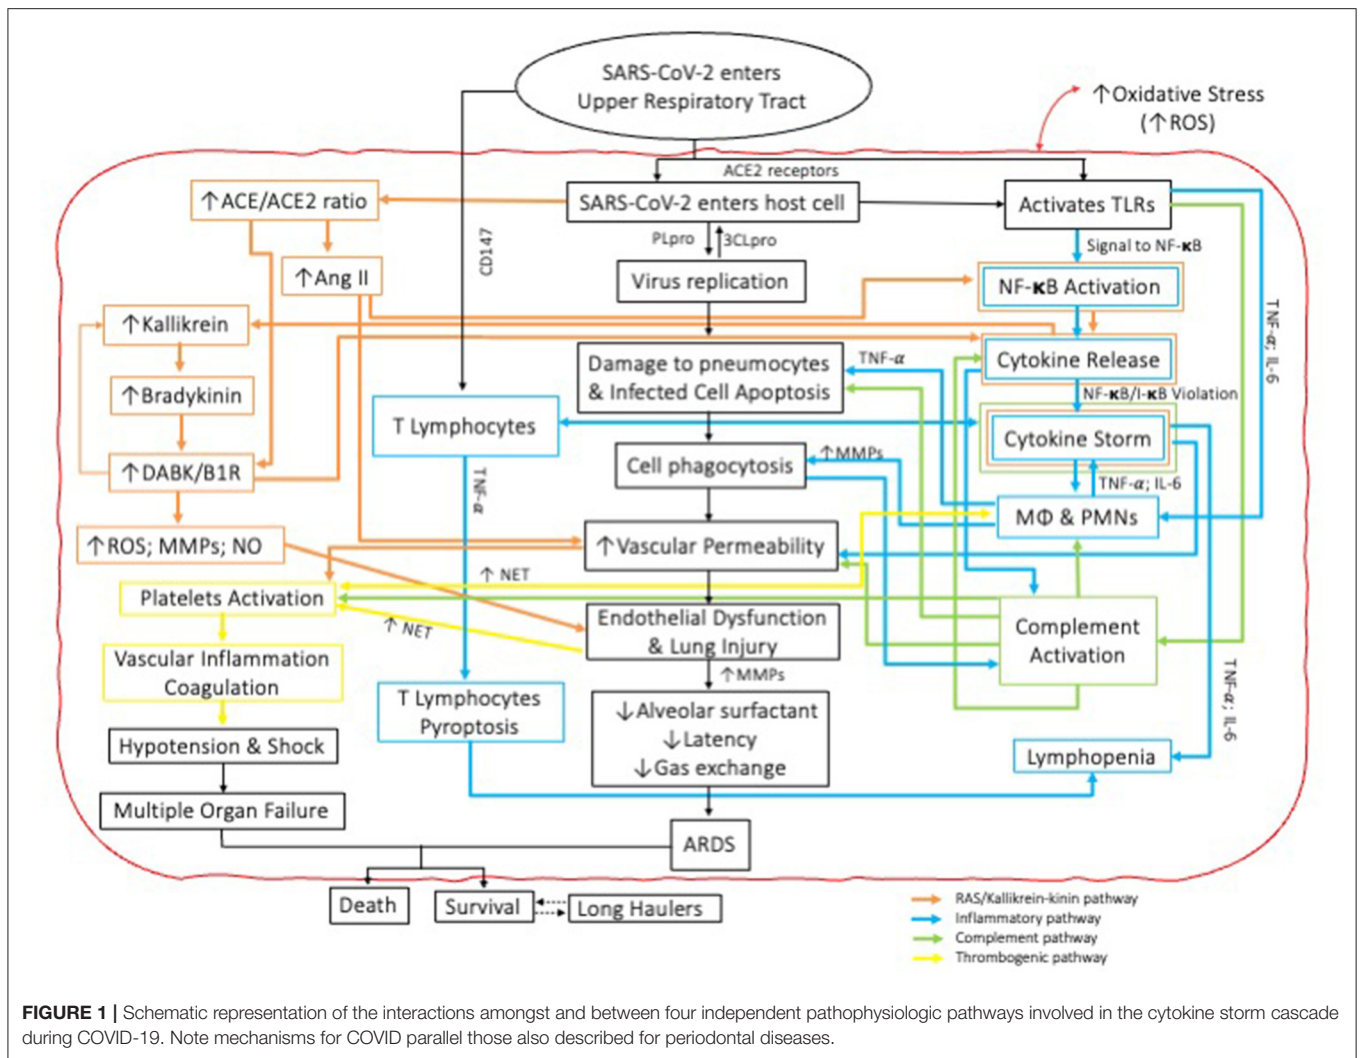 SARS-CoV-2 enters
Upper Respiratory Tract
↑Oxidative Stress
(↑ROS)
ACE2 receptors
↑ACE/ACE2 ratio
SARS-CoV-2 enters host cell
Activates TLRs
CD147
PLpro
3CLpro
Signal to NF-κB
↑Ang II
Virus replication
NF-κB Activation
TNF-α; IL-6
↑Kallikrein
Damage to pneumocytes
& Infected Cell Apoptosis
TNF-α
Cytokine Release
NF-κB/I-κB Violation
↑Bradykinin
T Lymphocytes
Cytokine Storm
↑DABK/B1R
TNF-α
Cell phagocytosis
↑MMPs
TNF-α; IL-6
MΦ & PMNs
↑ROS; MMPs; NO
↑Vascular Permeability
↑ NET
Platelets Activation
↑ NET
Endothelial Dysfunction
& Lung Injury
Complement
Activation
Vascular Inflammation
Coagulation
↑MMPs
TNF-α; IL-6
T Lymphocytes
Pyroptosis
↓Alveolar surfactant
↓Latency
↓Gas exchange
Hypotension & Shock
Lymphopenia
Multiple Organ Failure
ARDS
Death
Survival
Long Haulers
RAS/Kallikrein-kinin pathway
Inflammatory pathway
Complement pathway
Thrombogenic pathway
FIGURE 1 | Schematic representation of the interactions amongst and between four independent pathophysiologic pathways involved in the cytokine storm cascade
during COVID-19. Note mechanisms for COVID parallel those also described for periodontal diseases.